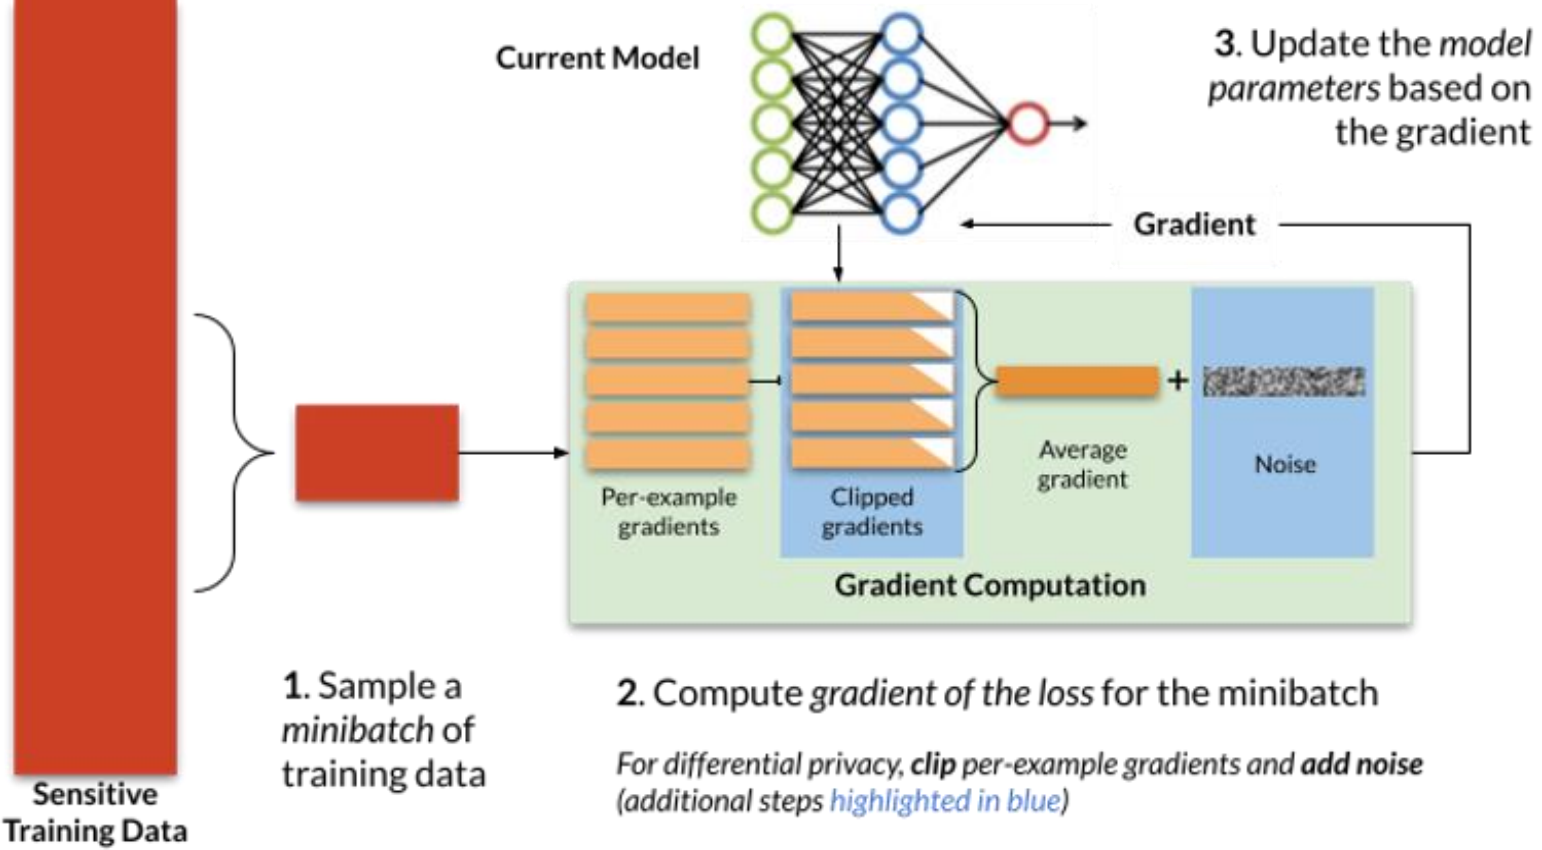 Current Model
3. Update the model
parameters based on
the gradient
Gradient
+
Average
gradient
Noise
Per-example
gradients
Clipped
gradients
Gradient Computation
1. Sample a
minibatch of
training data
2. Compute gradient of the loss for the minibatch
For differential privacy, clip per-example gradients and add noise
(additional steps highlighted in blue)
Sensitive
Training Data